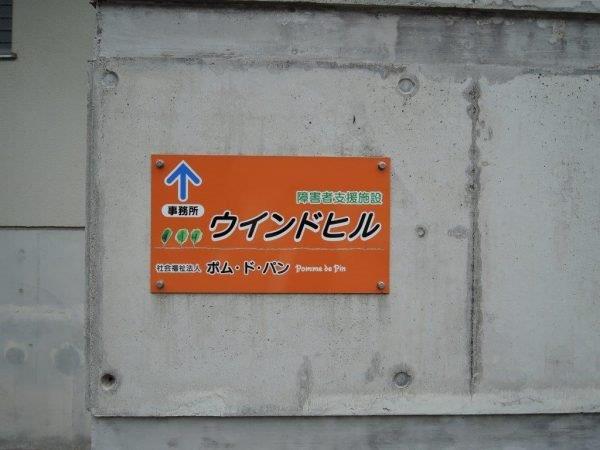 障害者支援施設
事務所
ウインドヒル
社会福祉法人 ポム・ド・パン Pomme de Pin